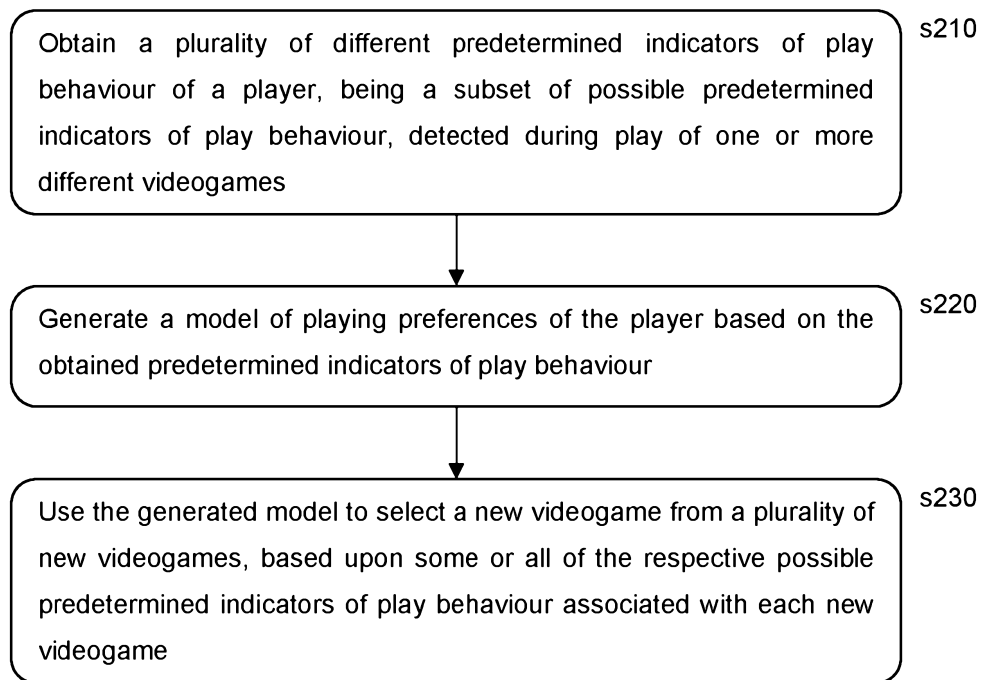 s210
Obtain a plurality of different predetermined indicators of play
behaviour of a player, being a subset of possible predetermined
indicators of play behaviour, detected during play of one or more
different videogames
s220
Generate a model of playing preferences of the player based on the
obtained predetermined indicators of play behaviour
s230
Use the generated model to select a new videogame from a plurality of
new videogames, based upon some or all of the respective possible
predetermined indicators of play behaviour associated with each new
videogame